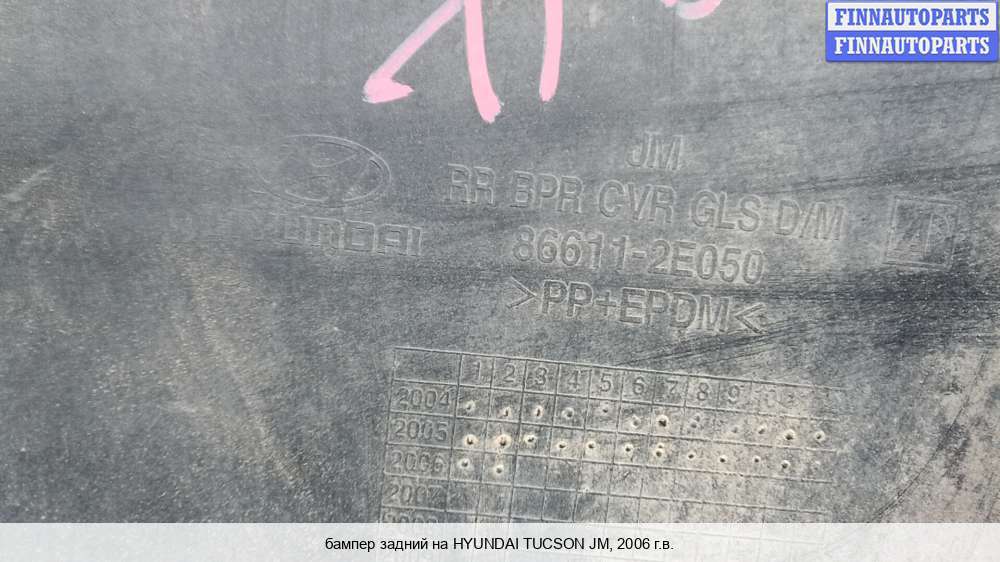 FINNAUTOPARTS
FINNAUTOPARTS
JM
RR BPR CVR GLS D/M
86611-2E050
>PP+EPDM<
1 2 3 4 5 6 7 8 9
2004
2005
2006
2007
бампер задний на HYUNDAI TUCSON JM, 2006 г.в.